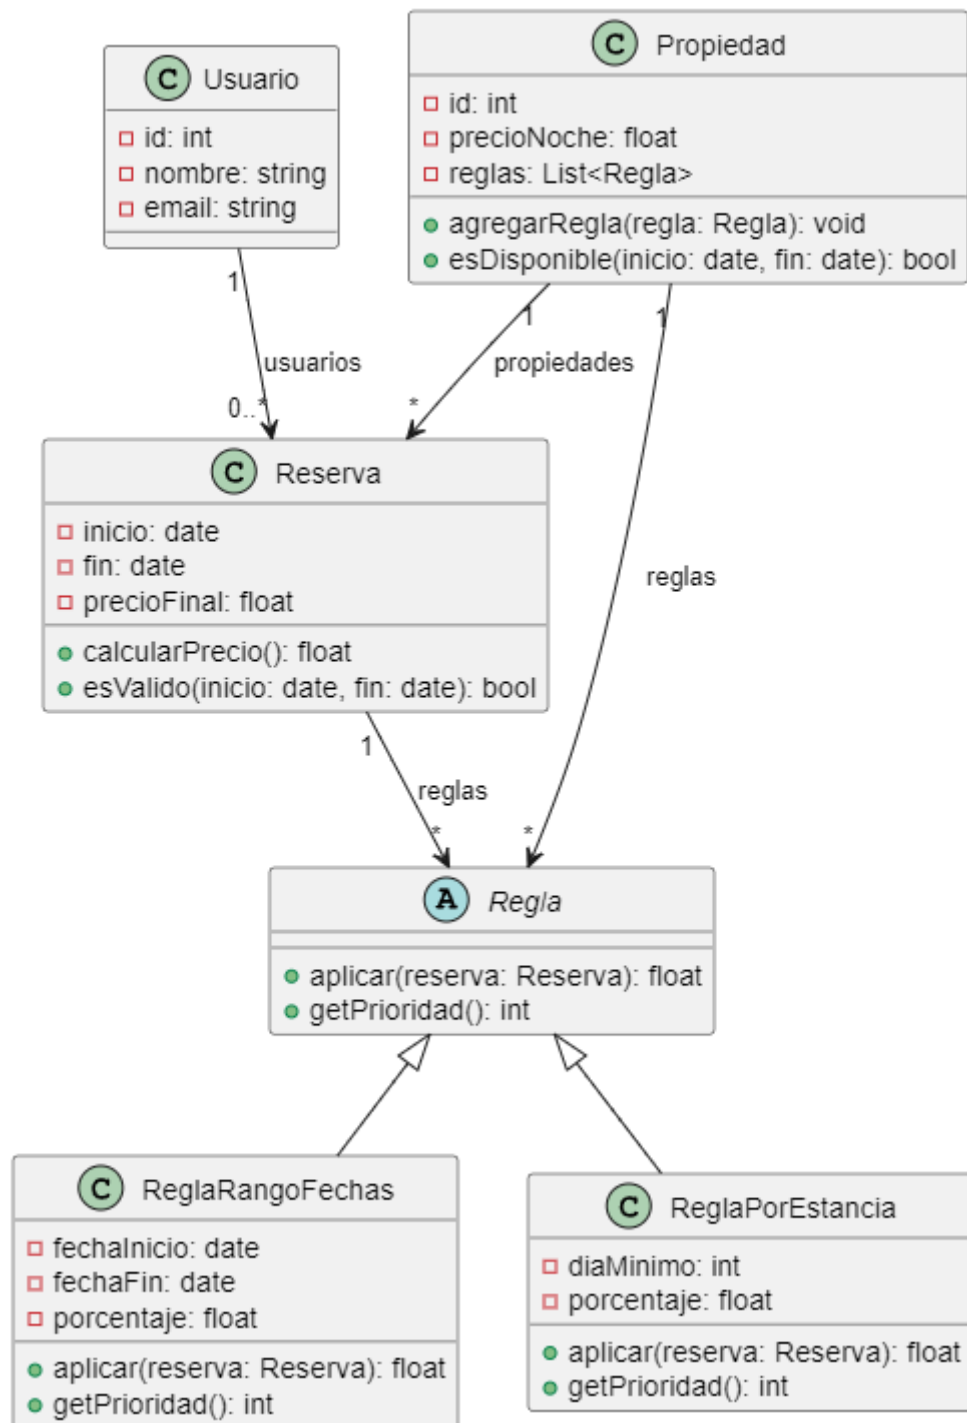 C Usuario
id: int
nombre: string
email: string
C Propiedad
id: int
precioNoche: float
reglas: List<Regla>
agregarRegla(regla: Regla): void
esDisponible(inicio: date, fin: date): bool
1
usuarios
0..*
1
propiedades
*
1
reglas
*
C Reserva
inicio: date
fin: date
precioFinal: float
calcularPrecio(): float
esValido(inicio: date, fin: date): bool
1
reglas
*
A Regla
aplicar(reserva: Reserva): float
getPrioridad(): int
C ReglaRangoFechas
fechaInicio: date
fechaFin: date
porcentaje: float
aplicar(reserva: Reserva): float
getPrioridad(): int
C ReglaPorEstancia
diaMinimo: int
porcentaje: float
aplicar(reserva: Reserva): float
getPrioridad(): int